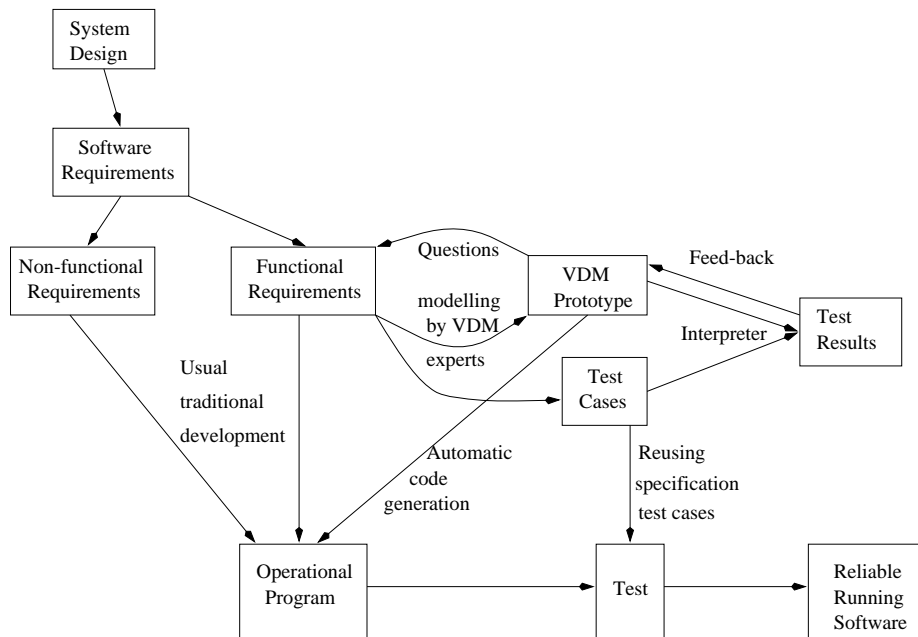 System
Design
Software
Requirements
Non-functional
Requirements
Functional
Requirements
Questions
modelling
by VDM
experts
VDM
Prototype
Feed-back
Interpreter
Test
Results
Test
Cases
Usual
traditional
development
Automatic
code
generation
Reusing
specification
test cases
Operational
Program
Test
Reliable
Running
Software